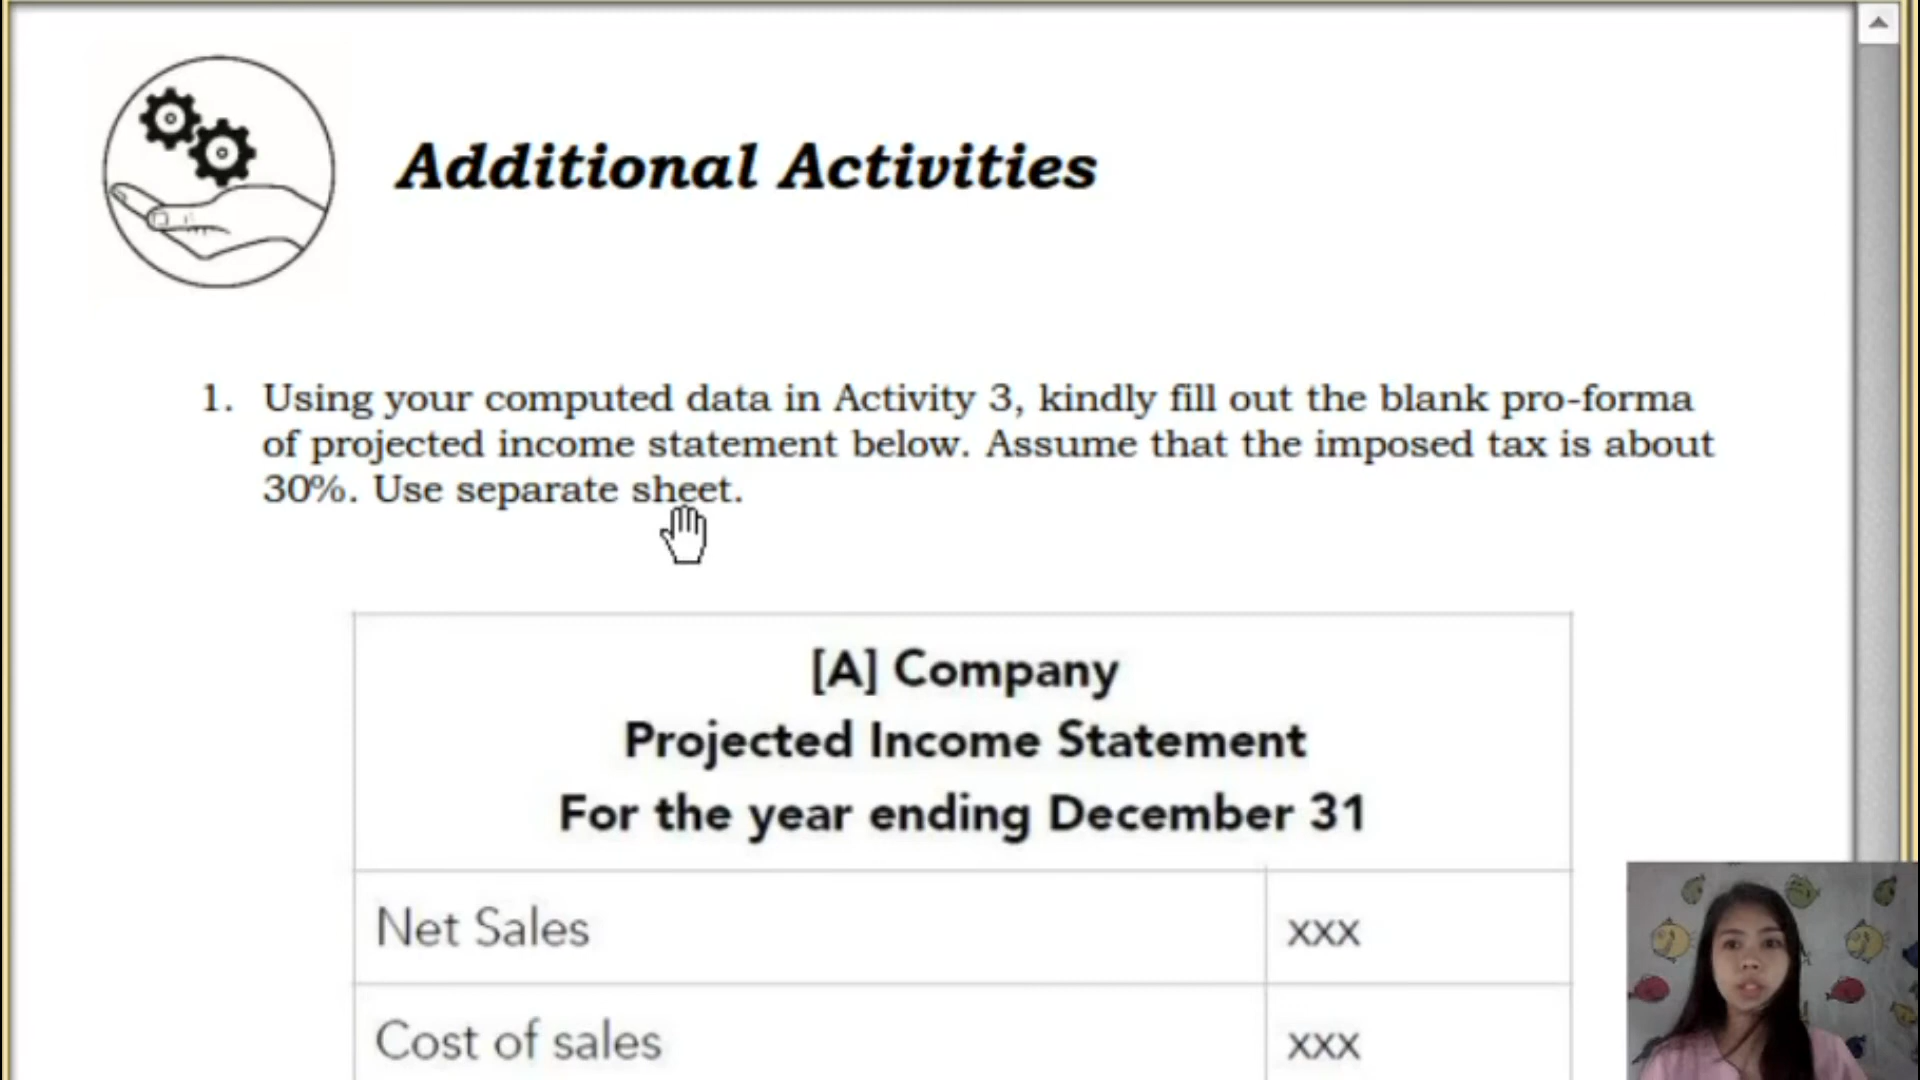 Additional Activities
1. Using your computed data in Activity 3, kindly fill out the blank pro-forma
of projected income statement below. Assume that the imposed tax is about
30%. Use separate sheet.
[A] Company
Projected Income Statement
For the year ending December 31
Net Sales xxx
Cost of sales xxx